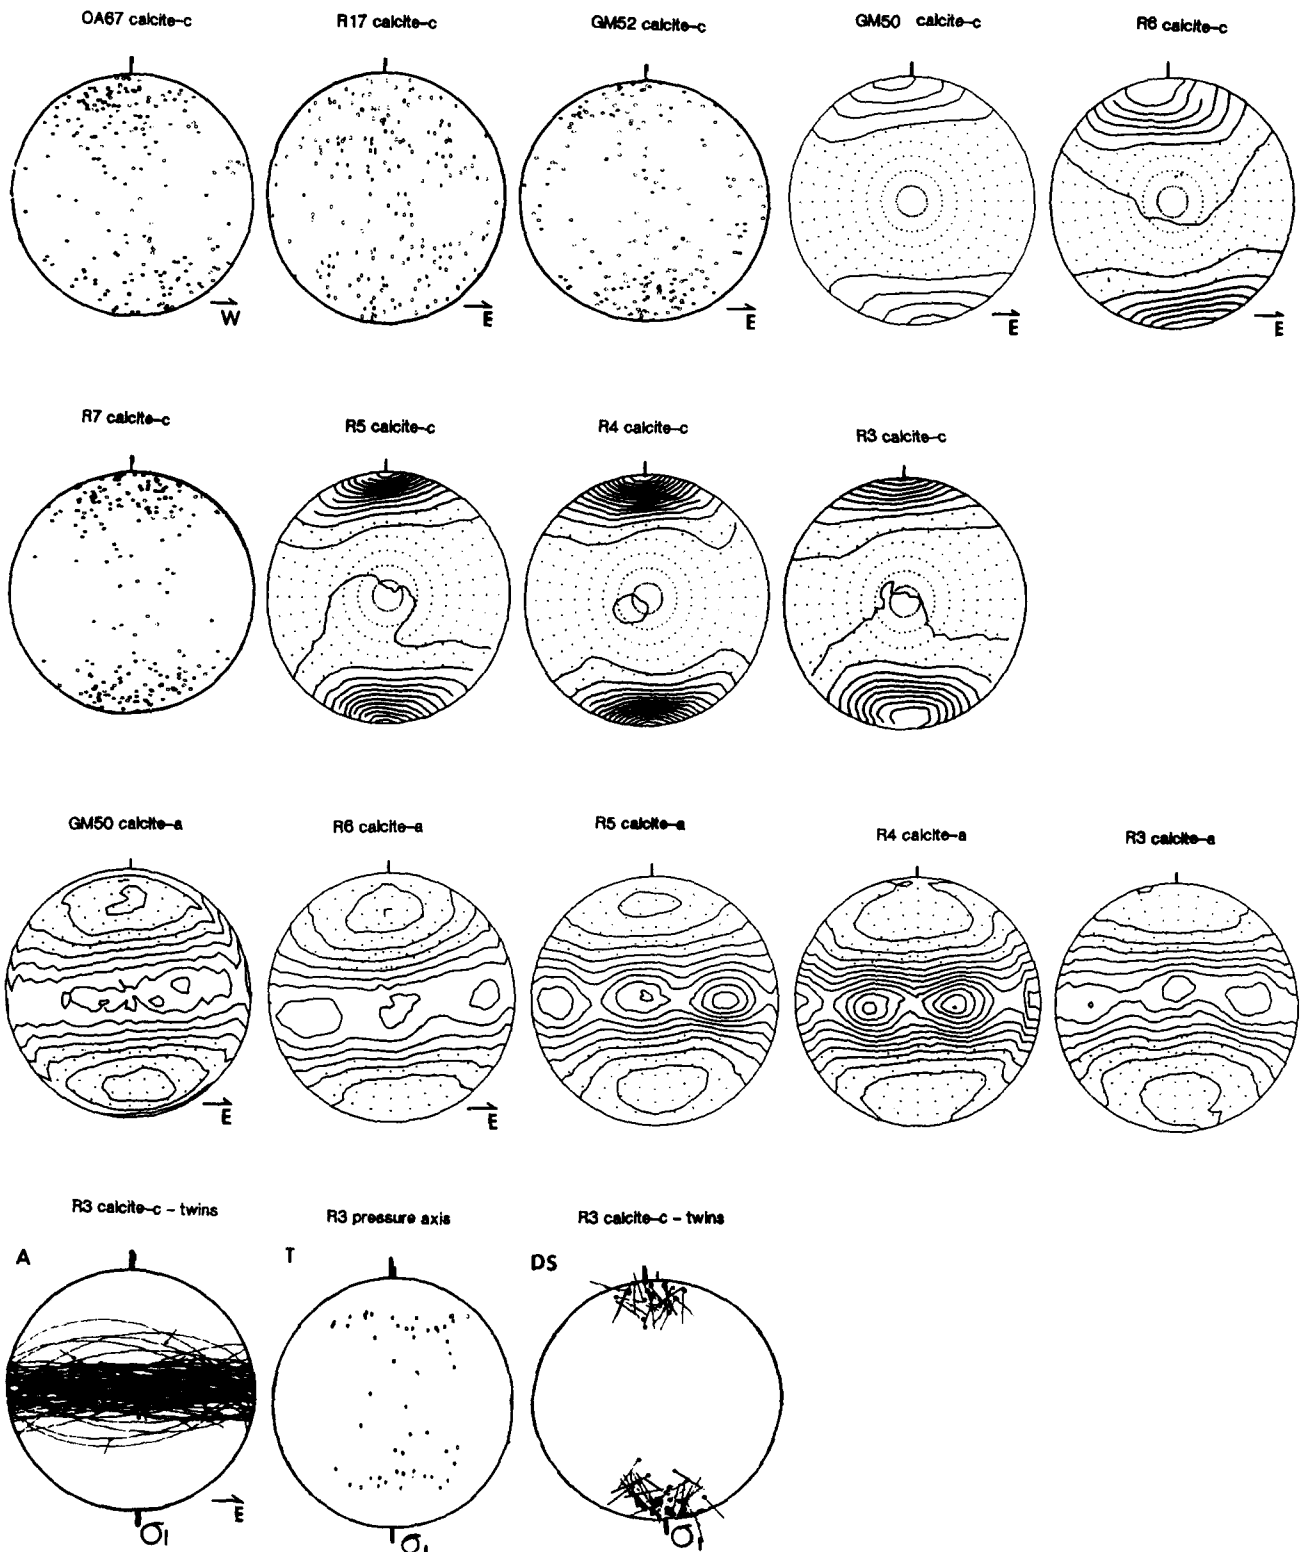 OA67 calcite-c
R17 calcite-c
GM52 calcite-c
GM50 calcite-c
R6 calcite-c
W
E
E
E
E
R7 calcite-c
R5 calcite-c
R4 calcite-c
R3 calcite-c
GM50 calcite-a
R6 calcite-a
R5 calcite-a
R4 calcite-a
R3 calcite-a
E
E
R3 calcite-c - twins
R3 pressure axis
R3 calcite-c - twins
A
T
DS
E
σ1
σ1
σ1